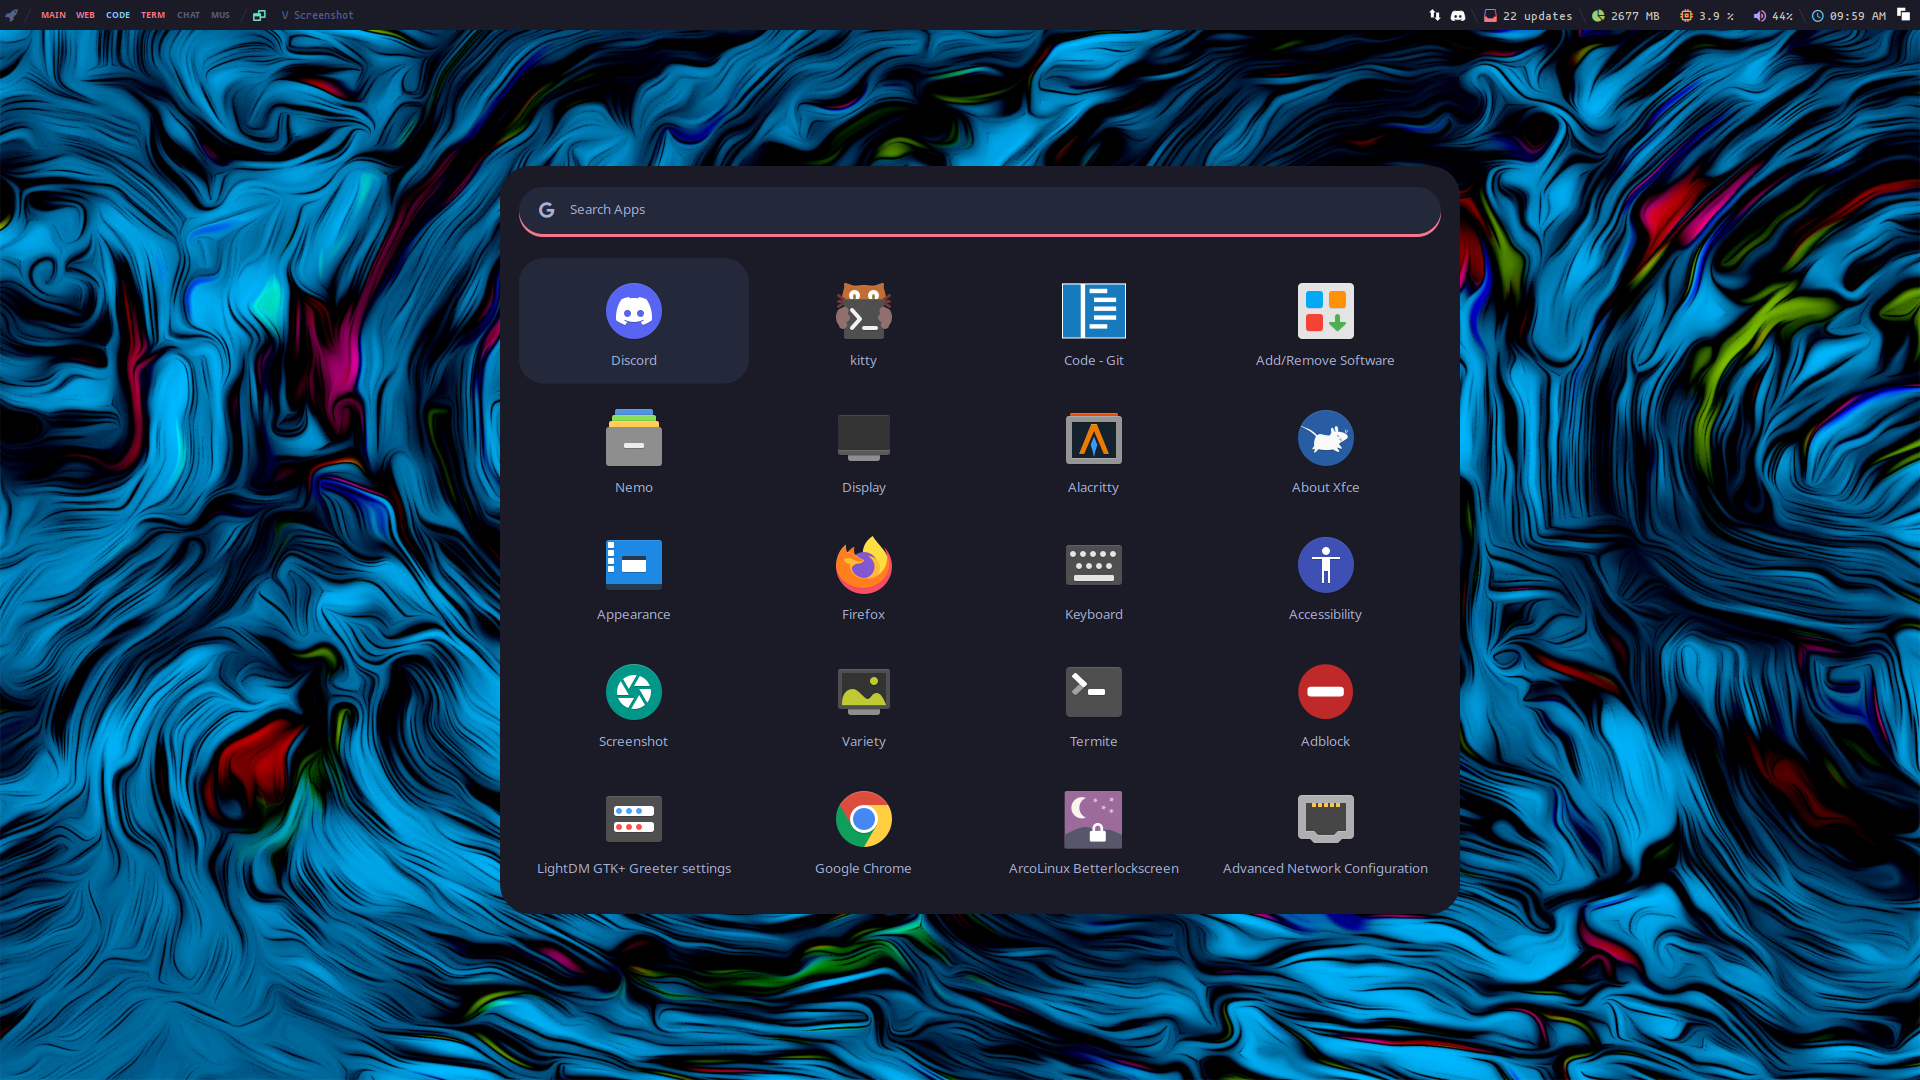 MAIN WEB CODE TERM CHAT MUS V Screenshot 22 updates 2677 MB 3.9 % 44% 09:59 AM
Search Apps
Discord kitty Code - Git Add/Remove Software
Nemo Display Alacritty About Xfce
Appearance Firefox Keyboard Accessibility
Screenshot Variety Termite Adblock
LightDM GTK+ Greeter settings Google Chrome ArcoLinux Betterlockscreen Advanced Network Configuration